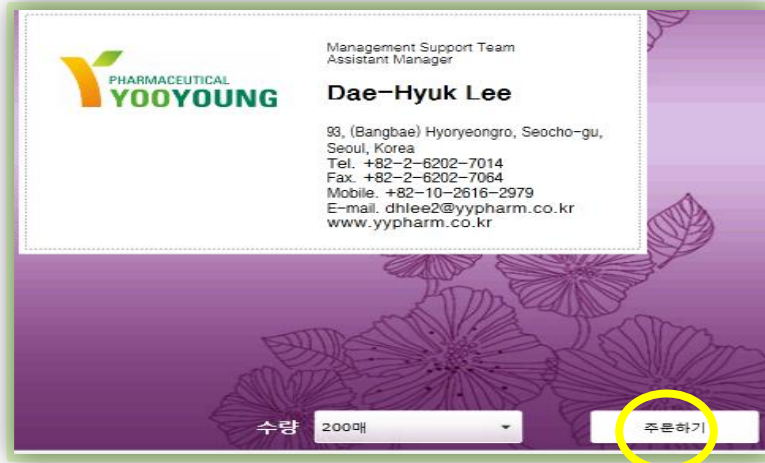 PHARMACEUTICAL
YOOYOUNG
Management Support Team
Assistant Manager
Dae-Hyuk Lee
93, (Bangbae) Hyoryeongro, Seocho-gu,
Seoul, Korea
Tel. +82-2-6202-7014
Fax. +82-2-6202-7064
Mobile. +82-10-2616-2979
E-mail. dhlee2@yypharm.co.kr
www.yypharm.co.kr
수량 200매 주문하기